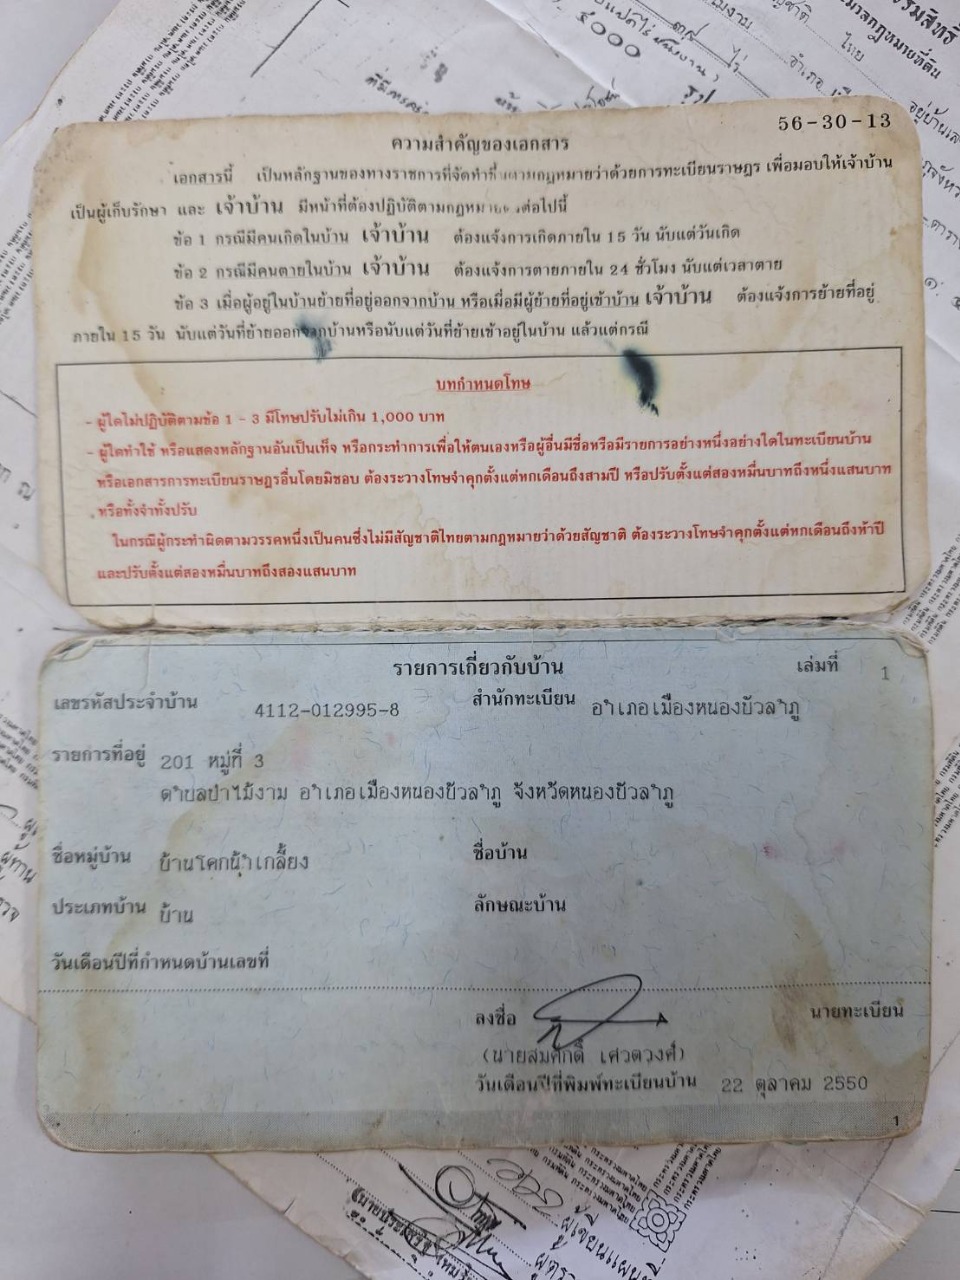 56-30-13
ความสำคัญของเอกสาร
เอกสารนี้ เป็นหลักฐานของทางราชการที่จัดทำขึ้นตามกฎหมายว่าด้วยการทะเบียนราษฎร เพื่อมอบให้เจ้าบ้าน
เป็นผู้เก็บรักษา และ เจ้าบ้าน มีหน้าที่ต้องปฏิบัติตามกฎหมาย ดังต่อไปนี้
ข้อ 1 กรณีมีคนเกิดในบ้าน เจ้าบ้าน ต้องแจ้งการเกิดภายใน 15 วัน นับแต่วันเกิด
ข้อ 2 กรณีมีคนตายในบ้าน เจ้าบ้าน ต้องแจ้งการตายภายใน 24 ชั่วโมง นับแต่เวลาตาย
ข้อ 3 เมื่อผู้อยู่ในบ้านย้ายที่อยู่ออกจากบ้าน หรือเมื่อมีผู้ย้ายที่อยู่เข้าบ้าน เจ้าบ้าน ต้องแจ้งการย้ายที่อยู่
ภายใน 15 วัน นับแต่วันที่ย้ายออกจากบ้านหรือนับแต่วันที่ย้ายเข้าอยู่ในบ้าน แล้วแต่กรณี
บทกำหนดโทษ
- ผู้ใดไม่ปฏิบัติตามข้อ 1 - 3 มีโทษปรับไม่เกิน 1,000 บาท
- ผู้ใดทำใช้ หรือแสดงหลักฐานอันเป็นเท็จ หรือกระทำการเพื่อให้ตนเองหรือผู้อื่นมีชื่อหรือมีรายการอย่างหนึ่งอย่างใดในทะเบียนบ้าน
หรือเอกสารการทะเบียนราษฎรอื่นโดยมิชอบ ต้องระวางโทษจำคุกตั้งแต่หกเดือนถึงสามปี หรือปรับตั้งแต่สองหมื่นบาทถึงหนึ่งแสนบาท
หรือทั้งจำทั้งปรับ
ในกรณีผู้กระทำผิดตามวรรคหนึ่งเป็นคนซึ่งไม่มีสัญชาติไทยตามกฎหมายว่าด้วยสัญชาติ ต้องระวางโทษจำคุกตั้งแต่หกเดือนถึงห้าปี
และปรับตั้งแต่สองหมื่นบาทถึงสองแสนบาท
รายการเกี่ยวกับบ้าน เล่มที่ 1
เลขรหัสประจำบ้าน 4112-012995-8 สำนักทะเบียน อำเภอเมืองหนองบัวลำภู
รายการที่อยู่ 201 หมู่ที่ 3
ตำบลป่าไม้งาม อำเภอเมืองหนองบัวลำภู จังหวัดหนองบัวลำภู
ชื่อหมู่บ้าน บ้านโคกน้ำเกลี้ยง ชื่อบ้าน
ประเภทบ้าน บ้าน ลักษณะบ้าน
วันเดือนปีที่กำหนดบ้านเลขที่
ลงชื่อ นายทะเบียน
(นายสมศักดิ์ เศวตวงศ์)
วันเดือนปีที่พิมพ์ทะเบียนบ้าน 22 ตุลาคม 2550
1